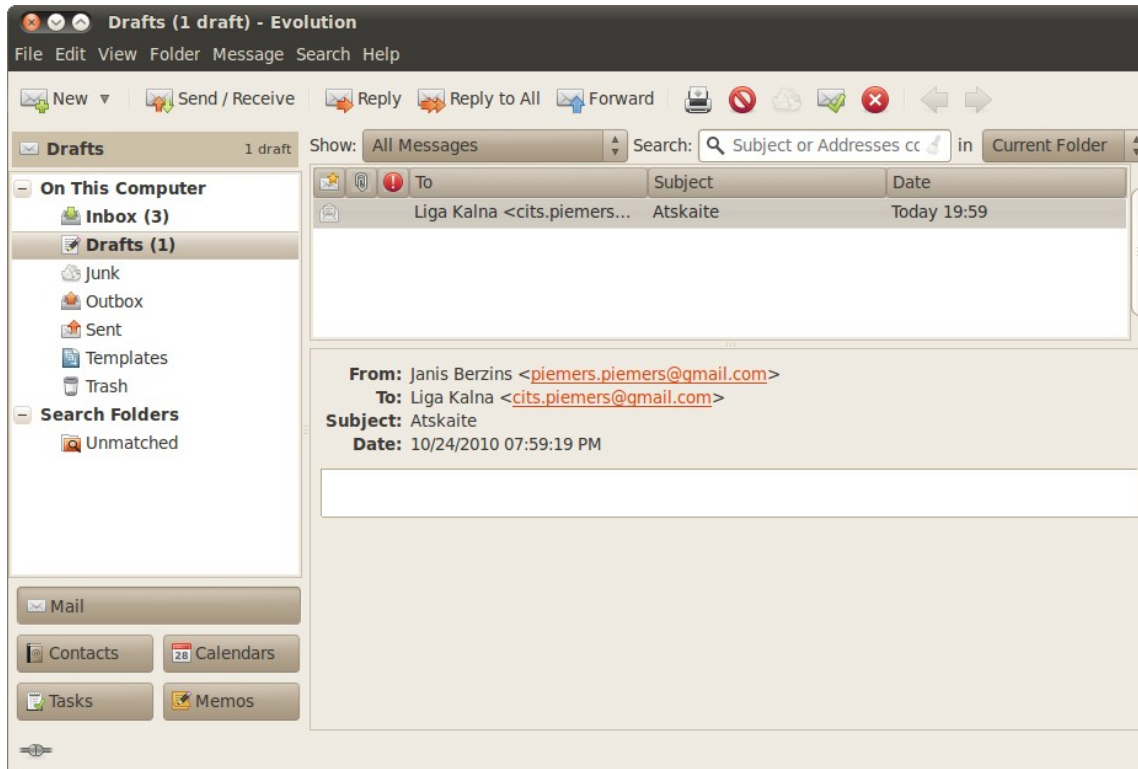 Drafts (1 draft) - Evolution
File Edit View Folder Message Search Help
New Send / Receive Reply Reply to All Forward
Drafts 1 draft
Show: All Messages Search: Subject or Addresses cc in Current Folder
On This Computer
Inbox (3)
Drafts (1)
Junk
Outbox
Sent
Templates
Trash
Search Folders
Unmatched
To Subject Date
Liga Kalna <cits.piemers... Atskaite Today 19:59
From: Janis Berzins <piemers.piemers@gmail.com>
To: Liga Kalna <cits.piemers@gmail.com>
Subject: Atskaite
Date: 10/24/2010 07:59:19 PM
Mail
Contacts 28 Calendars
Tasks Memos